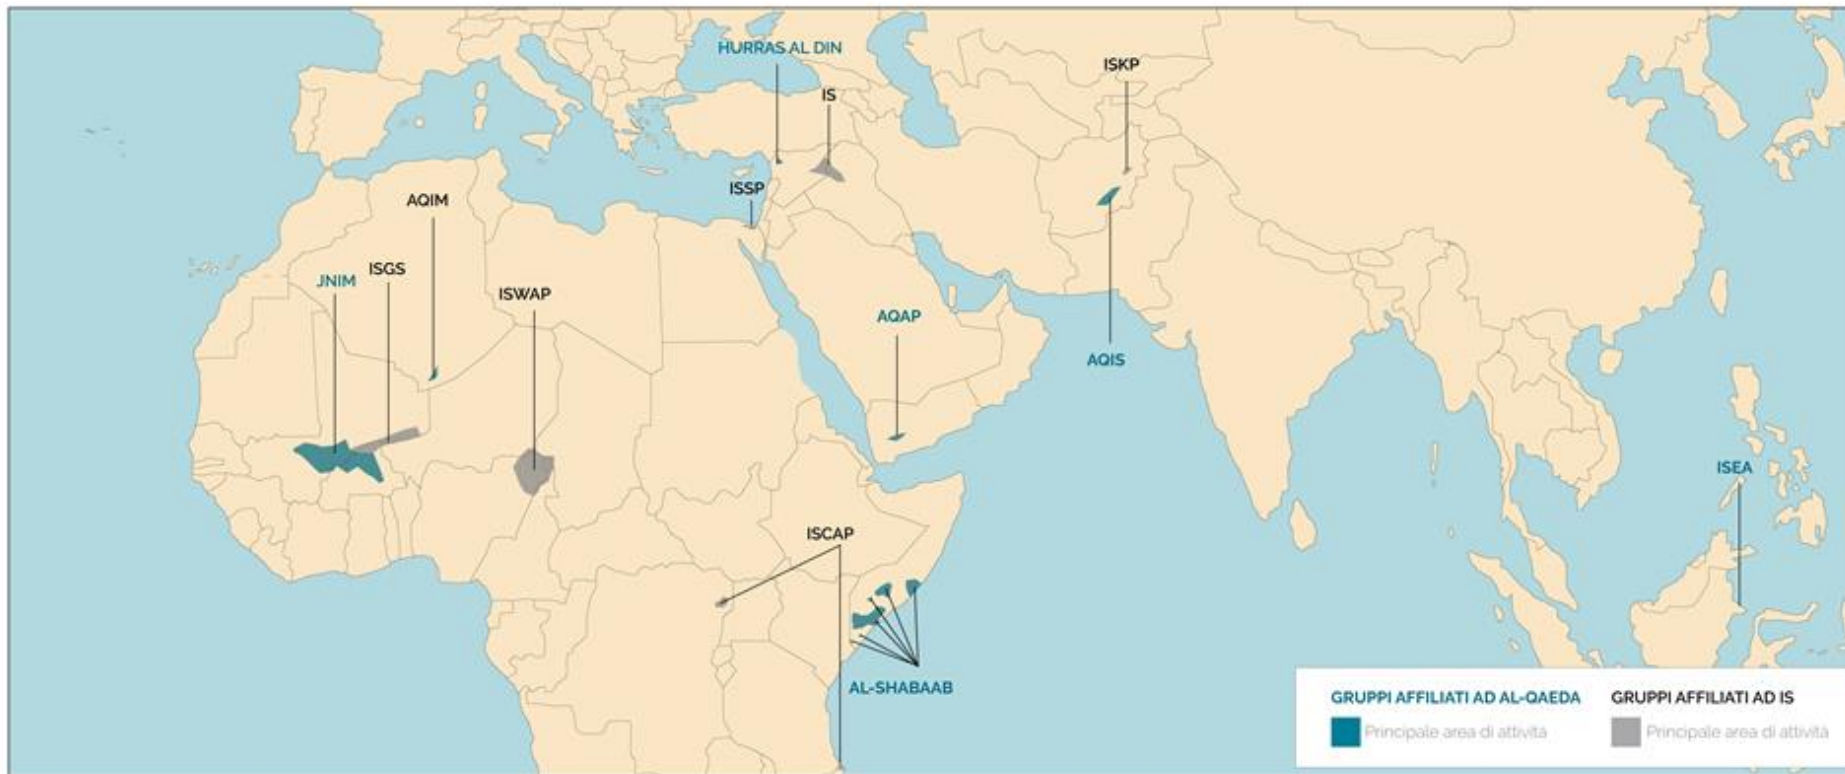 HURRAS AL DIN
ISKP
IS
ISSP
AQIM
ISGS
JNIM
ISWAP
AQAP
AQIS
ISEA
ISCAP
AL-SHABAAB
GRUPPI AFFILIATI AD AL-QAEDA
Principale area di attività
GRUPPI AFFILIATI AD IS
Principale area di attività